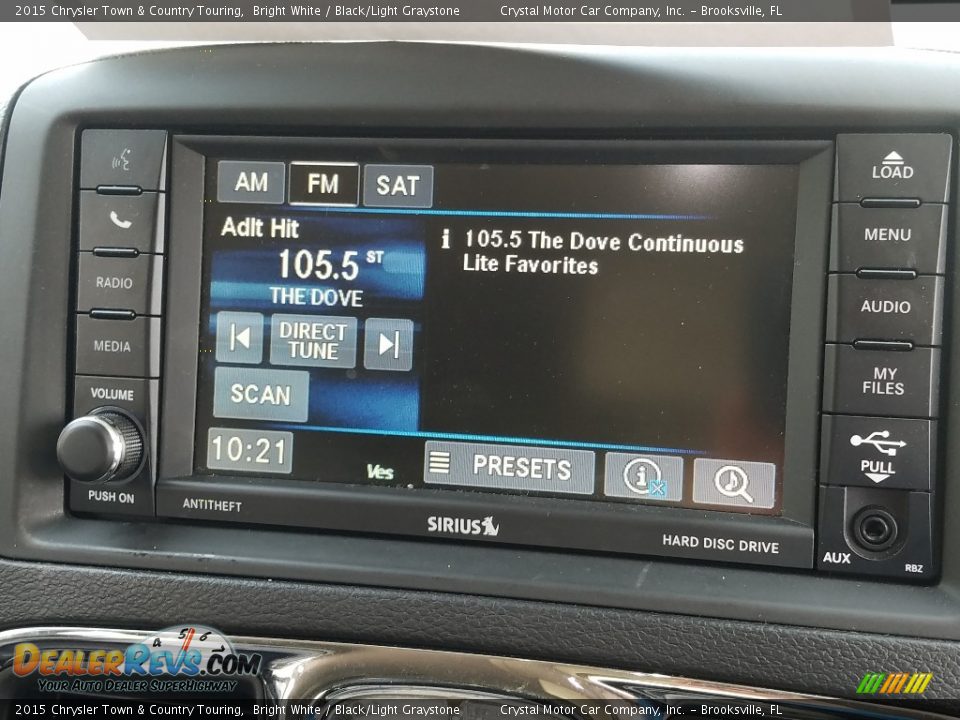 2015 Chrysler Town & Country Touring, Bright White / Black/Light Graystone Crystal Motor Car Company, Inc. - Brooksville, FL
AM FM SAT
LOAD
MENU
RADIO
AUDIO
MEDIA
MY
FILES
VOLUME
PULL
PUSH ON
AUX
RBZ
Adlt Hit
105.5 ST
THE DOVE
i 105.5 The Dove Continuous
Lite Favorites
DIRECT
TUNE
SCAN
10:21
Yes
PRESETS
i
ANTITHEFT
SIRIUS
HARD DISC DRIVE
4 5 6
DEALERREVS.COM
YOUR AUTO DEALER SUPERHIGHWAY
2015 Chrysler Town & Country Touring, Bright White / Black/Light Graystone Crystal Motor Car Company, Inc. - Brooksville, FL